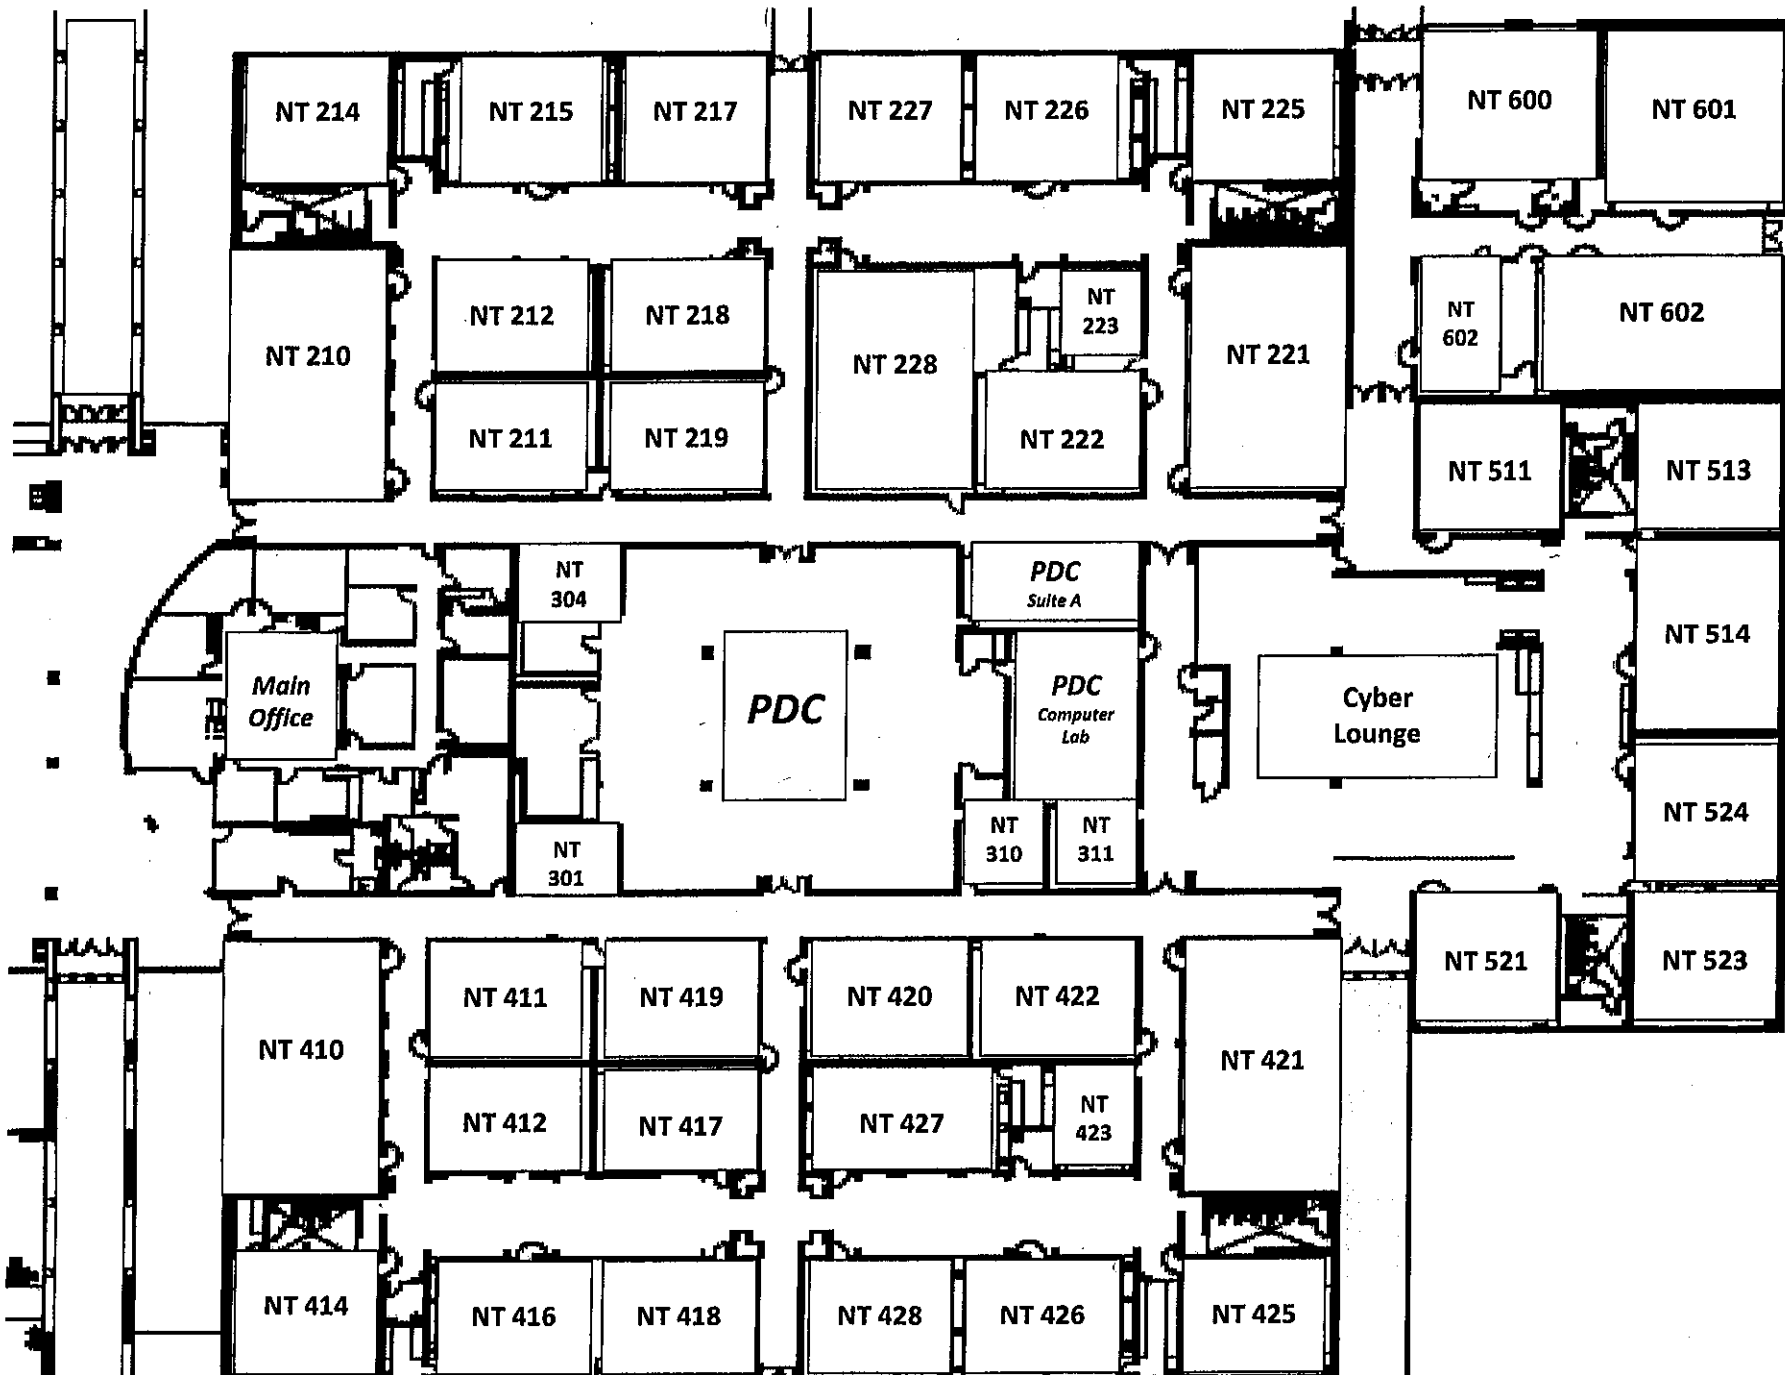 NT 214
NT 215
NT 217
NT 227
NT 226
NT 225
NT 600
NT 601
NT 210
NT 212
NT 218
NT 228
NT
223
NT 221
NT
602
NT 602
NT 211
NT 219
NT 222
NT 511
NT 513
NT
304
PDC
Suite A
NT 514
Main
Office
PDC
PDC
Computer
Lab
Cyber
Lounge
NT 524
NT
301
NT
310
NT
311
NT 410
NT 411
NT 419
NT 420
NT 422
NT 421
NT 521
NT 523
NT 412
NT 417
NT 427
NT
423
NT 414
NT 416
NT 418
NT 428
NT 426
NT 425